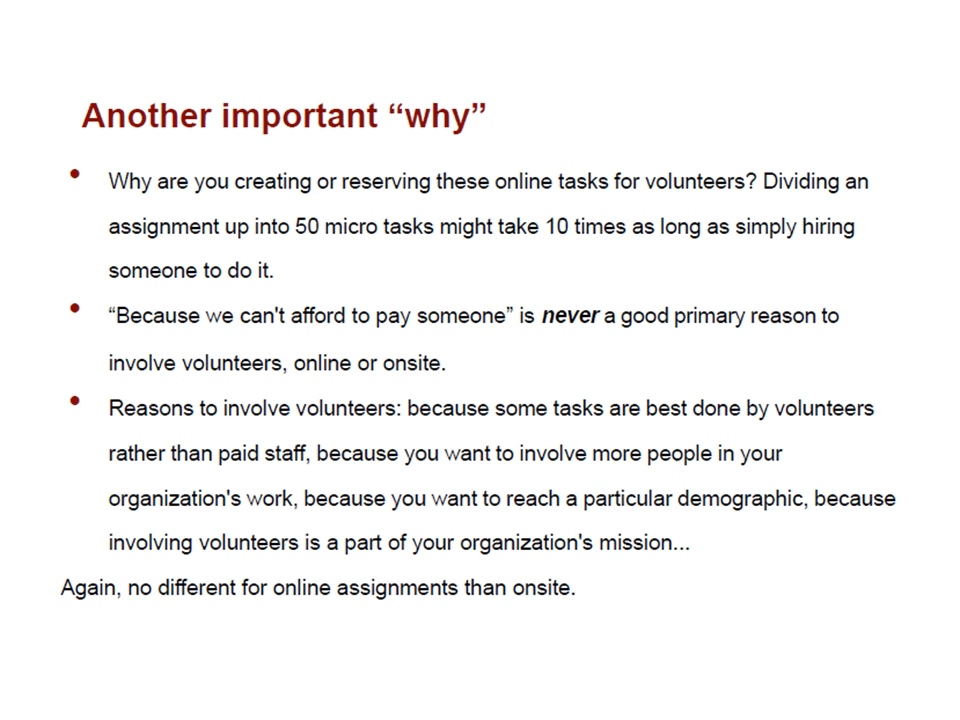 Another important “why”
• Why are you creating or reserving these online tasks for volunteers? Dividing an
assignment up into 50 micro tasks might take 10 times as long as simply hiring
someone to do it.
• “Because we can't afford to pay someone” is never a good primary reason to
involve volunteers, online or onsite.
• Reasons to involve volunteers: because some tasks are best done by volunteers
rather than paid staff, because you want to involve more people in your
organization's work, because you want to reach a particular demographic, because
involving volunteers is a part of your organization's mission...
Again, no different for online assignments than onsite.